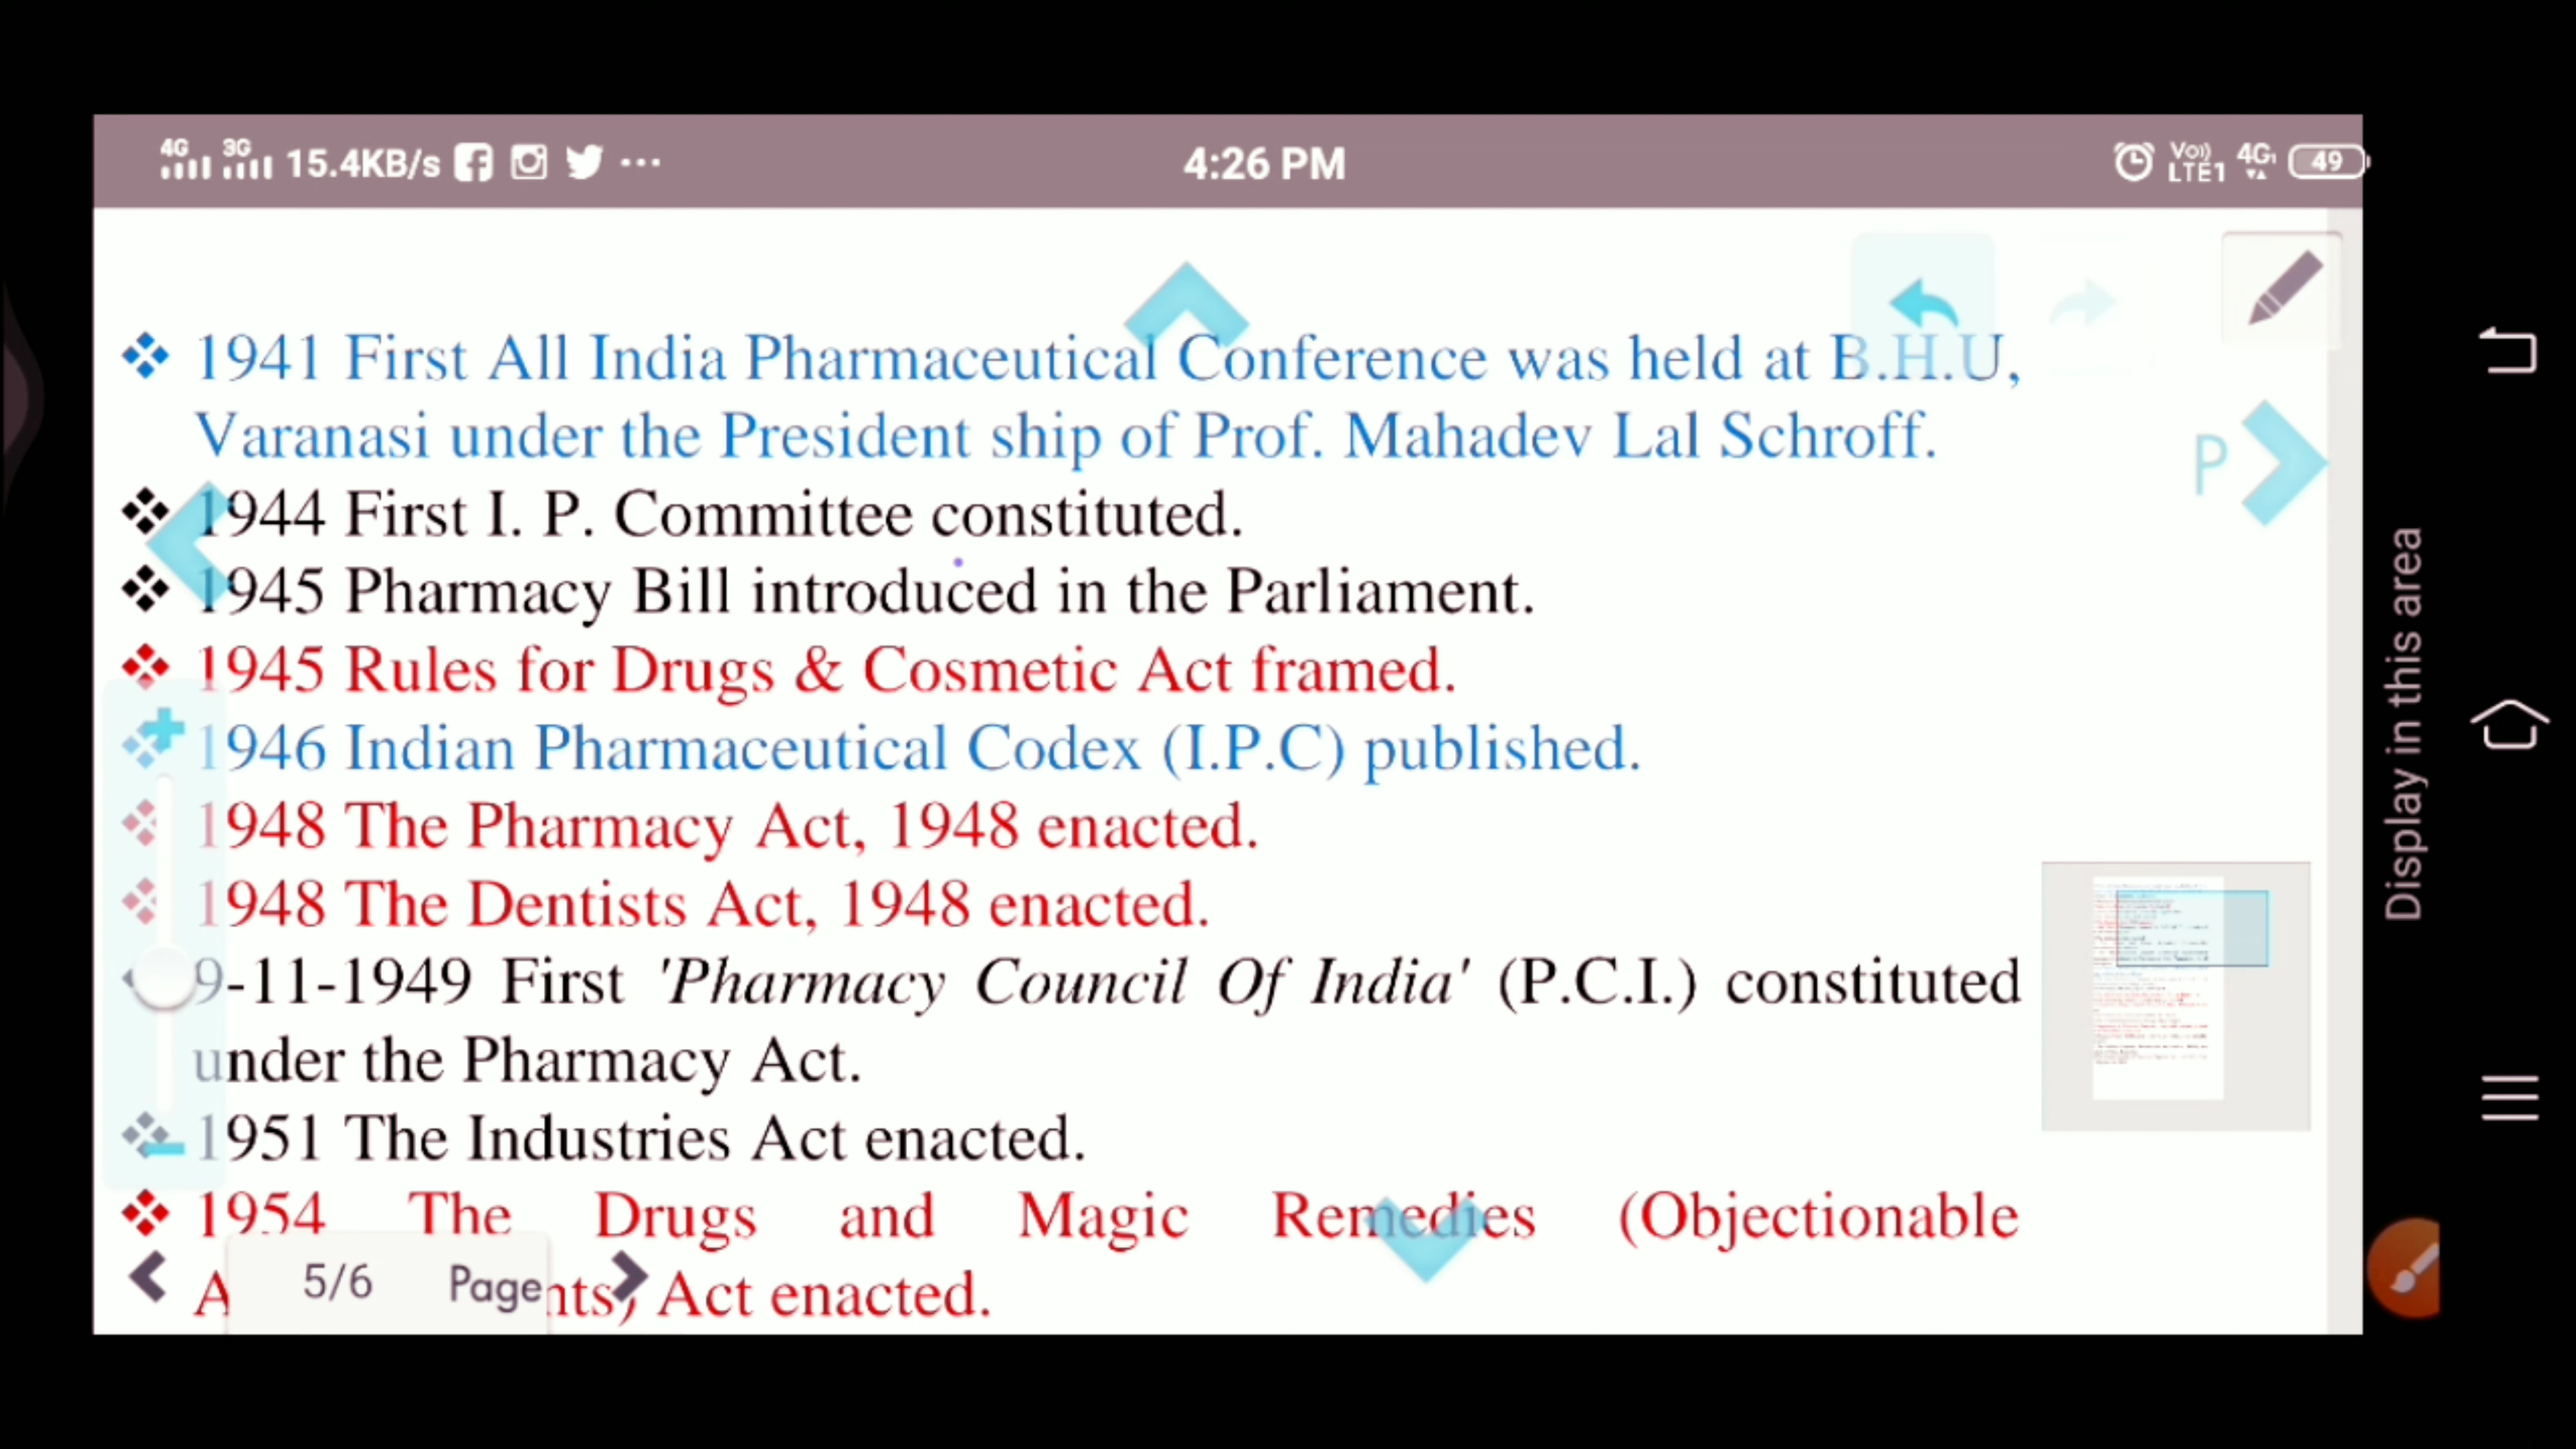 4G 3G 15.4KB/s ... 4:26 PM Vo)) LTE1 4G 49
1941 First All India Pharmaceutical Conference was held at B.H.U,
Varanasi under the President ship of Prof. Mahadev Lal Schroff.
P
1944 First I. P. Committee constituted.
1945 Pharmacy Bill introduced in the Parliament.
1945 Rules for Drugs & Cosmetic Act framed.
1946 Indian Pharmaceutical Codex (I.P.C) published.
1948 The Pharmacy Act, 1948 enacted.
1948 The Dentists Act, 1948 enacted.
9-11-1949 First 'Pharmacy Council Of India' (P.C.I.) constituted
under the Pharmacy Act.
1951 The Industries Act enacted.
1954 The Drugs and Magic Remedies (Objectionable
Act enacted.
5/6 Page
Display in this area